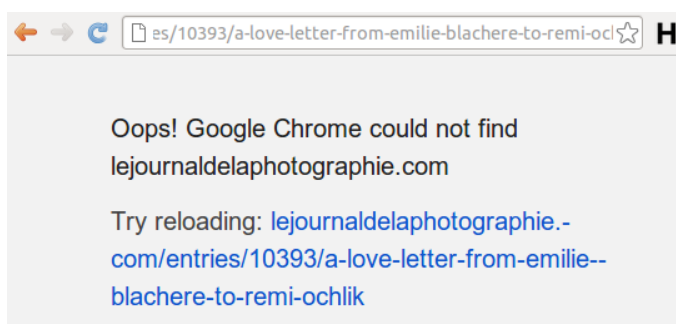 es/10393/a-love-letter-from-emilie-blachere-to-remi-ocl
H
Oops! Google Chrome could not find
lejournaldelaphotographie.com
Try reloading: lejournaldelaphotographie.-
com/entries/10393/a-love-letter-from-emilie--
blachere-to-remi-ochlik